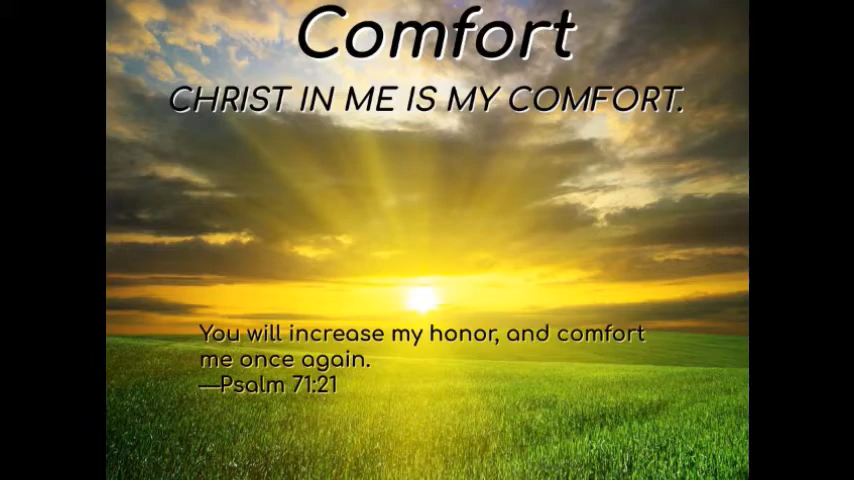 Comfort
CHRIST IN ME IS MY COMFORT.
You will increase my honor, and comfort
me once again.
—Psalm 71:21